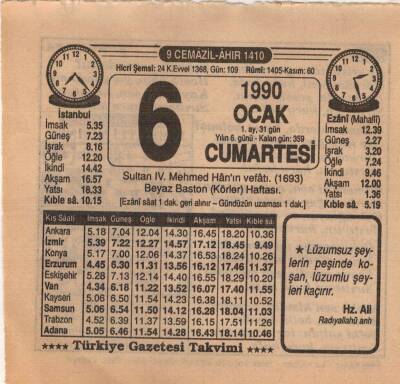 9 CEMÂZİL-ÂHIR 1410
Hicrî Şemsî: 24 K.Evvel 1368, Gün: 109 Rûmî: 1405-Kasım: 60
İstanbul
İmsak 5.35
Güneş 7.23
İşrak 8.16
Öğle 12.20
İkindi 14.42
Akşam 16.57
Yatsı 18.33
Kıble sâ. 10.15
6
1990
OCAK
1. ay, 31 gün
Yılın 6. günü - Kalan gün: 359
CUMARTESİ
Ezânî (Mahallî)
İmsak 12.39
Güneş 2.27
İşrak 3.20
Öğle 7.24
İkindi 9.46
Akşam 12.00
Yatsı 1.36
Kıble sâ. 5.19
Sultan IV. Mehmed Hân'ın vefâtı. (1693)
Beyaz Baston (Körler) Haftası.
[Ezânî sâat 1 dak. geri alınır – Gündüzün uzaması 1 dak.]
Kış Sâati İmsak Güneş Öğle İkindi Akşam Yatsı Kıble sâ.
Ankara 5.18 7.04 12.04 14.30 16.45 18.20 10.36
İzmir 5.39 7.22 12.27 14.57 17.12 18.45 9.49
Konya 5.17 7.00 12.06 14.37 16.53 18.24 10.26
Erzurum 4.45 6.30 11.31 13.56 16.12 17.46 11.37
Eskişehir 5.28 7.13 12.14 14.40 16.55 18.29 10.20
Van 4.34 6.18 11.22 13.52 16.07 17.40 11.55
Kayseri 5.06 6.50 11.54 14.23 16.38 18.11 10.52
Samsun 5.06 6.54 11.50 14.12 16.28 18.04 11.03
Trabzon 4.52 6.39 11.37 13.59 16.15 17.51 11.26
Adana 5.05 6.46 11.54 14.28 16.43 18.14 10.46
★ Lüzumsuz şey-
lerin peşinde ko-
şan, lüzumlu şey-
leri kaçırır.
Hz. Ali
Radıyallahü anh
★★★★ Türkiye Gazetesi Takvimi ★★★★